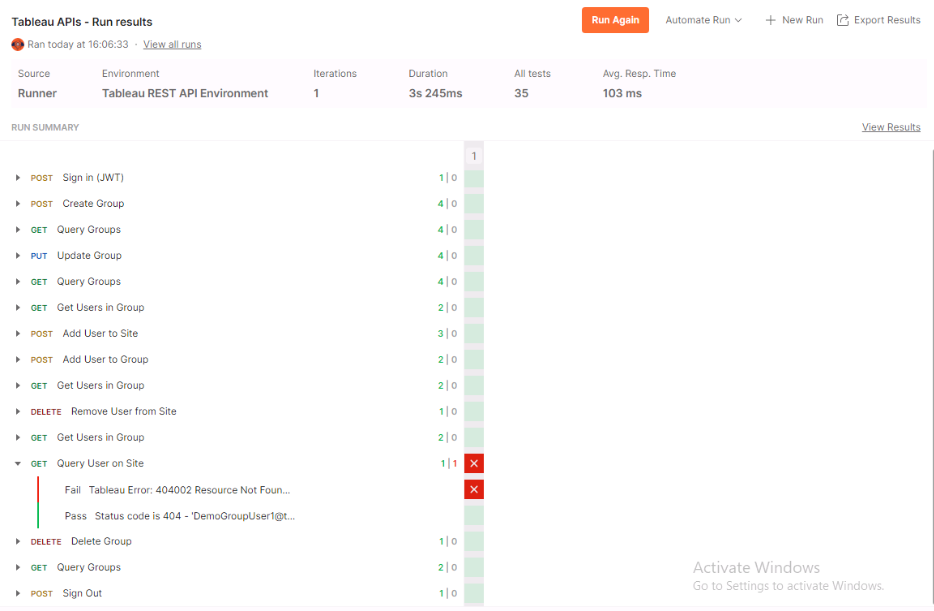 Tableau APIs - Run results
Run Again Automate Run New Run Export Results
Ran today at 16:06:33 · View all runs
Source Environment Iterations Duration All tests Avg. Resp. Time
Runner Tableau REST API Environment 1 3s 245ms 35 103 ms
RUN SUMMARY View Results
1
POST Sign in (JWT) 1 | 0
POST Create Group 4 | 0
GET Query Groups 4 | 0
PUT Update Group 4 | 0
GET Query Groups 4 | 0
GET Get Users in Group 2 | 0
POST Add User to Site 3 | 0
POST Add User to Group 2 | 0
GET Get Users in Group 2 | 0
DELETE Remove User from Site 1 | 0
GET Get Users in Group 2 | 0
GET Query User on Site 1 | 1
Fail Tableau Error: 404002 Resource Not Foun...
Pass Status code is 404 - 'DemoGroupUser1@t...
DELETE Delete Group 1 | 0
GET Query Groups 2 | 0
POST Sign Out 1 | 0
Activate Windows
Go to Settings to activate Windows.